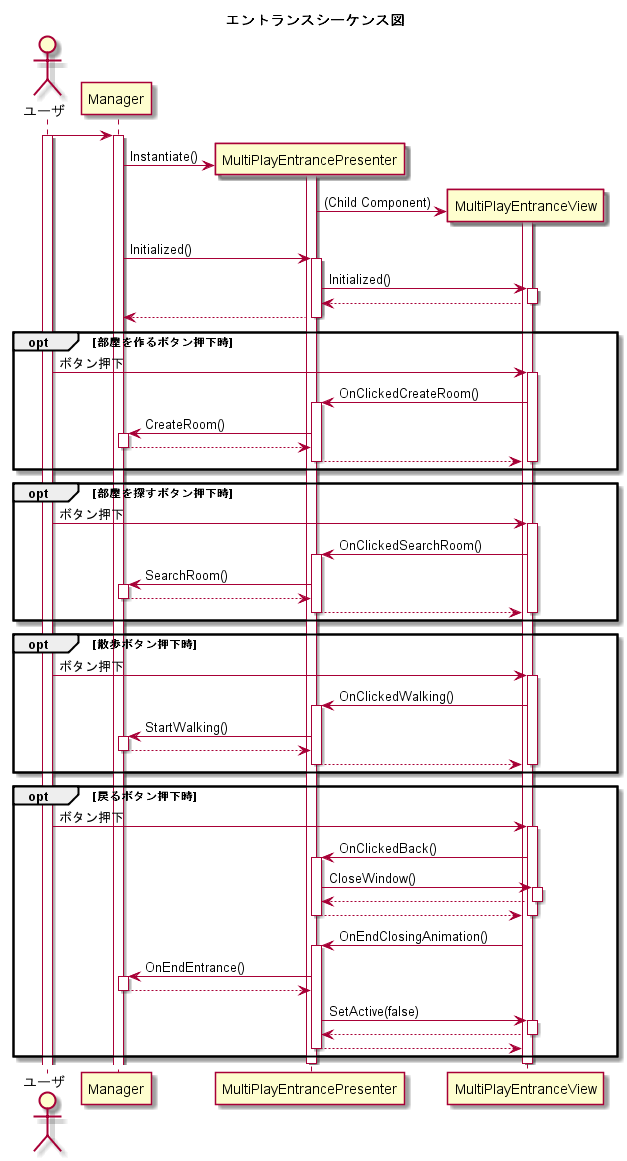 エントランスシーケンス図
ユーザ
Manager
Instantiate()
MultiPlayEntrancePresenter
(Child Component)
MultiPlayEntranceView
Initialized()
Initialized()
opt [部屋を作るボタン押下時]
ボタン押下
OnClickedCreateRoom()
CreateRoom()
opt [部屋を探すボタン押下時]
ボタン押下
OnClickedSearchRoom()
SearchRoom()
opt [散歩ボタン押下時]
ボタン押下
OnClickedWalking()
StartWalking()
opt [戻るボタン押下時]
ボタン押下
OnClickedBack()
CloseWindow()
OnEndClosingAnimation()
OnEndEntrance()
SetActive(false)
ユーザ
Manager
MultiPlayEntrancePresenter
MultiPlayEntranceView